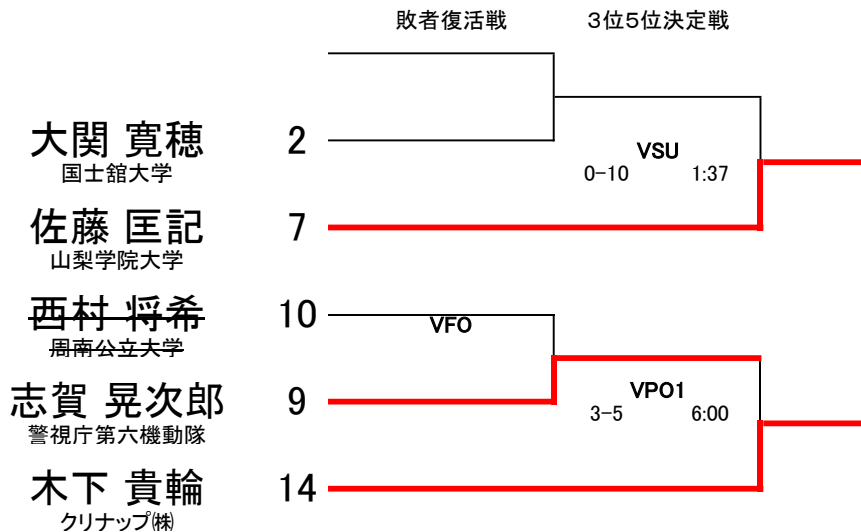 敗者復活戦 3位5位決定戦
大関 寛穂 2
国士舘大学
VSU
0-10 1:37
佐藤 匡記 7
山梨学院大学
西村 将希 10
周南公立大学
VFO
志賀 晃次郎 9
警視庁第六機動隊
VPO1
3-5 6:00
木下 貴輪 14
クリナップ㈱